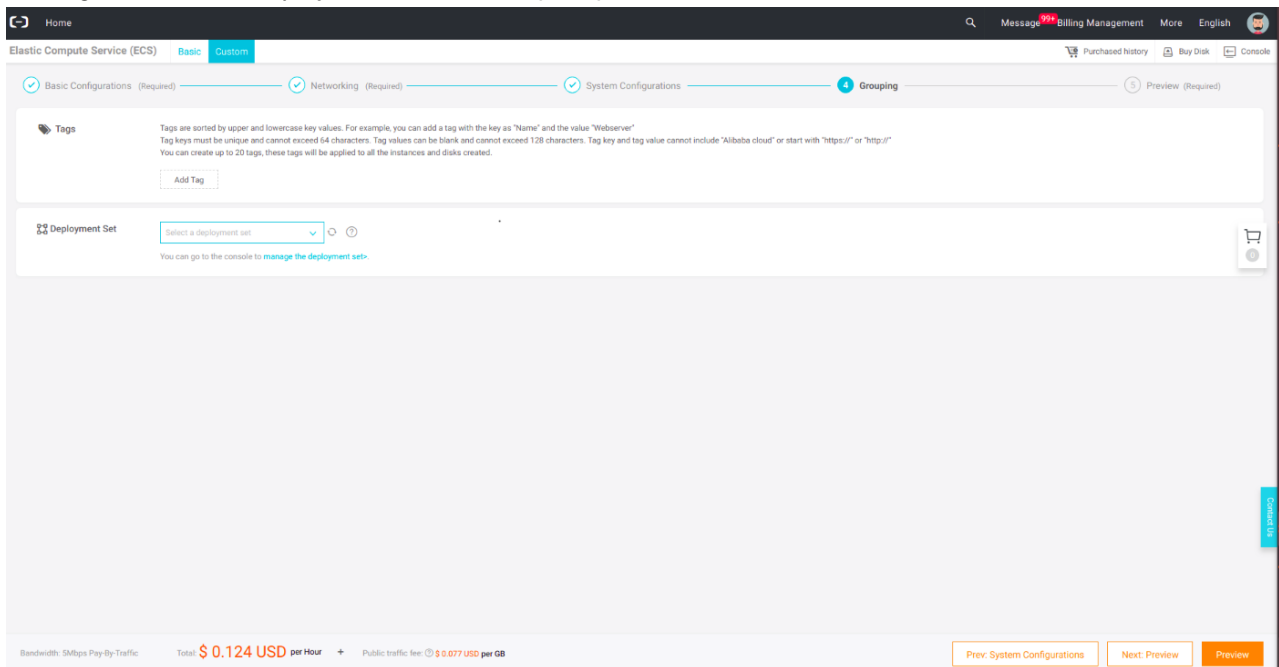 Home Message 99+ Billing Management More English
Elastic Compute Service (ECS) Basic Custom Purchased history Buy Disk Console
Basic Configurations (Required) Networking (Required) System Configurations 4 Grouping 5 Preview (Required)
Tags Tags are sorted by upper and lowercase key values. For example, you can add a tag with the key as "Name" and the value "Webserver"
Tag keys must be unique and cannot exceed 64 characters. Tag values can be blank and cannot exceed 128 characters. Tag key and tag value cannot include "Alibaba cloud" or start with "https://" or "http://"
You can create up to 20 tags, these tags will be applied to all the instances and disks created.
Add Tag
Deployment Set Select a deployment set
You can go to the console to manage the deployment set>.
0
Contact Us
Bandwidth: 5Mbps Pay-By-Traffic Total: $ 0.124 USD per Hour + Public traffic fee: $ 0.077 USD per GB Prev: System Configurations Next: Preview Preview